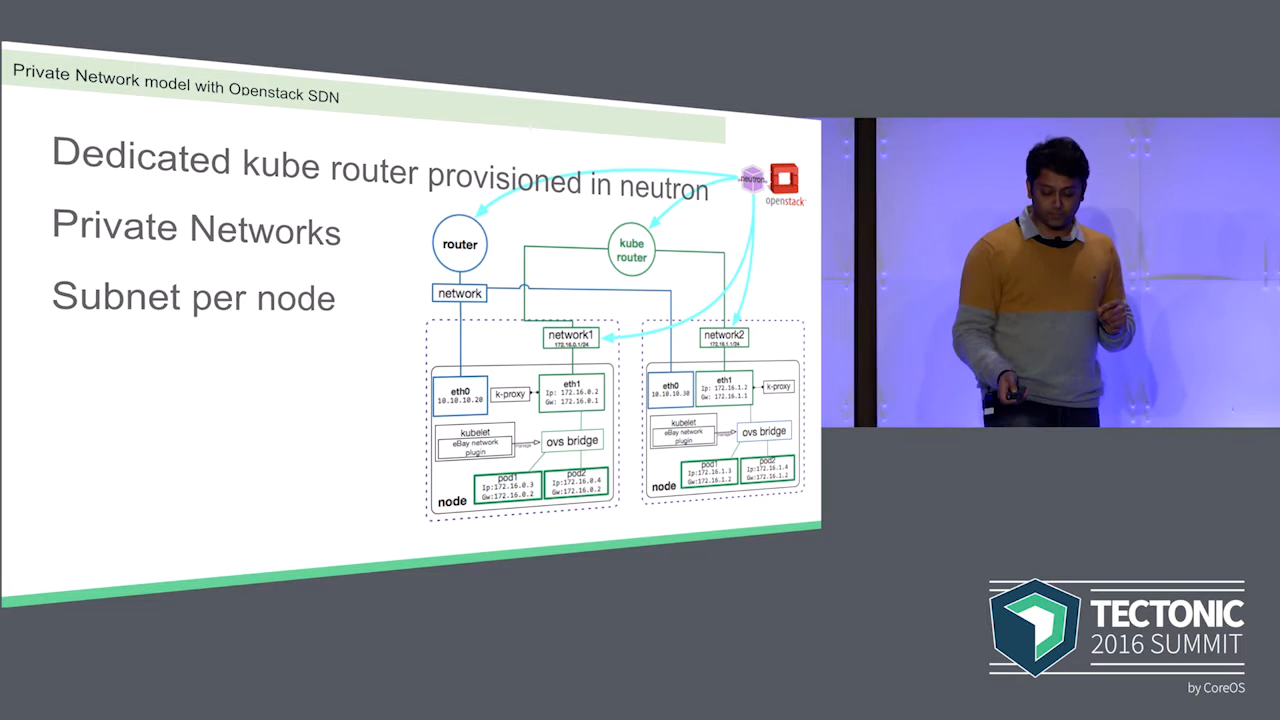 Private Network model with Openstack SDN
Dedicated kube router provisioned in neutron
Private Networks
Subnet per node
neutron
openstack
router
kube
router
network
network1
172.16.0.1/24
network2
172.16.1.1/24
eth0
10.10.10.20
k-proxy
eth1
Ip: 172.16.0.2
Gw: 172.16.0.1
kubelet
eBay network
plugin
manage
ovs bridge
pod1
Ip:172.16.0.3
Gw:172.16.0.2
pod2
Ip:172.16.0.4
Gw:172.16.0.2
node
eth0
10.10.10.30
eth1
Ip: 172.16.1.2
Gw: 172.16.1.1
k-proxy
kubelet
eBay network
plugin
manage
ovs bridge
pod1
Ip:172.16.1.3
Gw:172.16.1.2
pod2
Ip:172.16.1.4
Gw:172.16.1.2
node
TECTONIC
2016 SUMMIT
by CoreOS